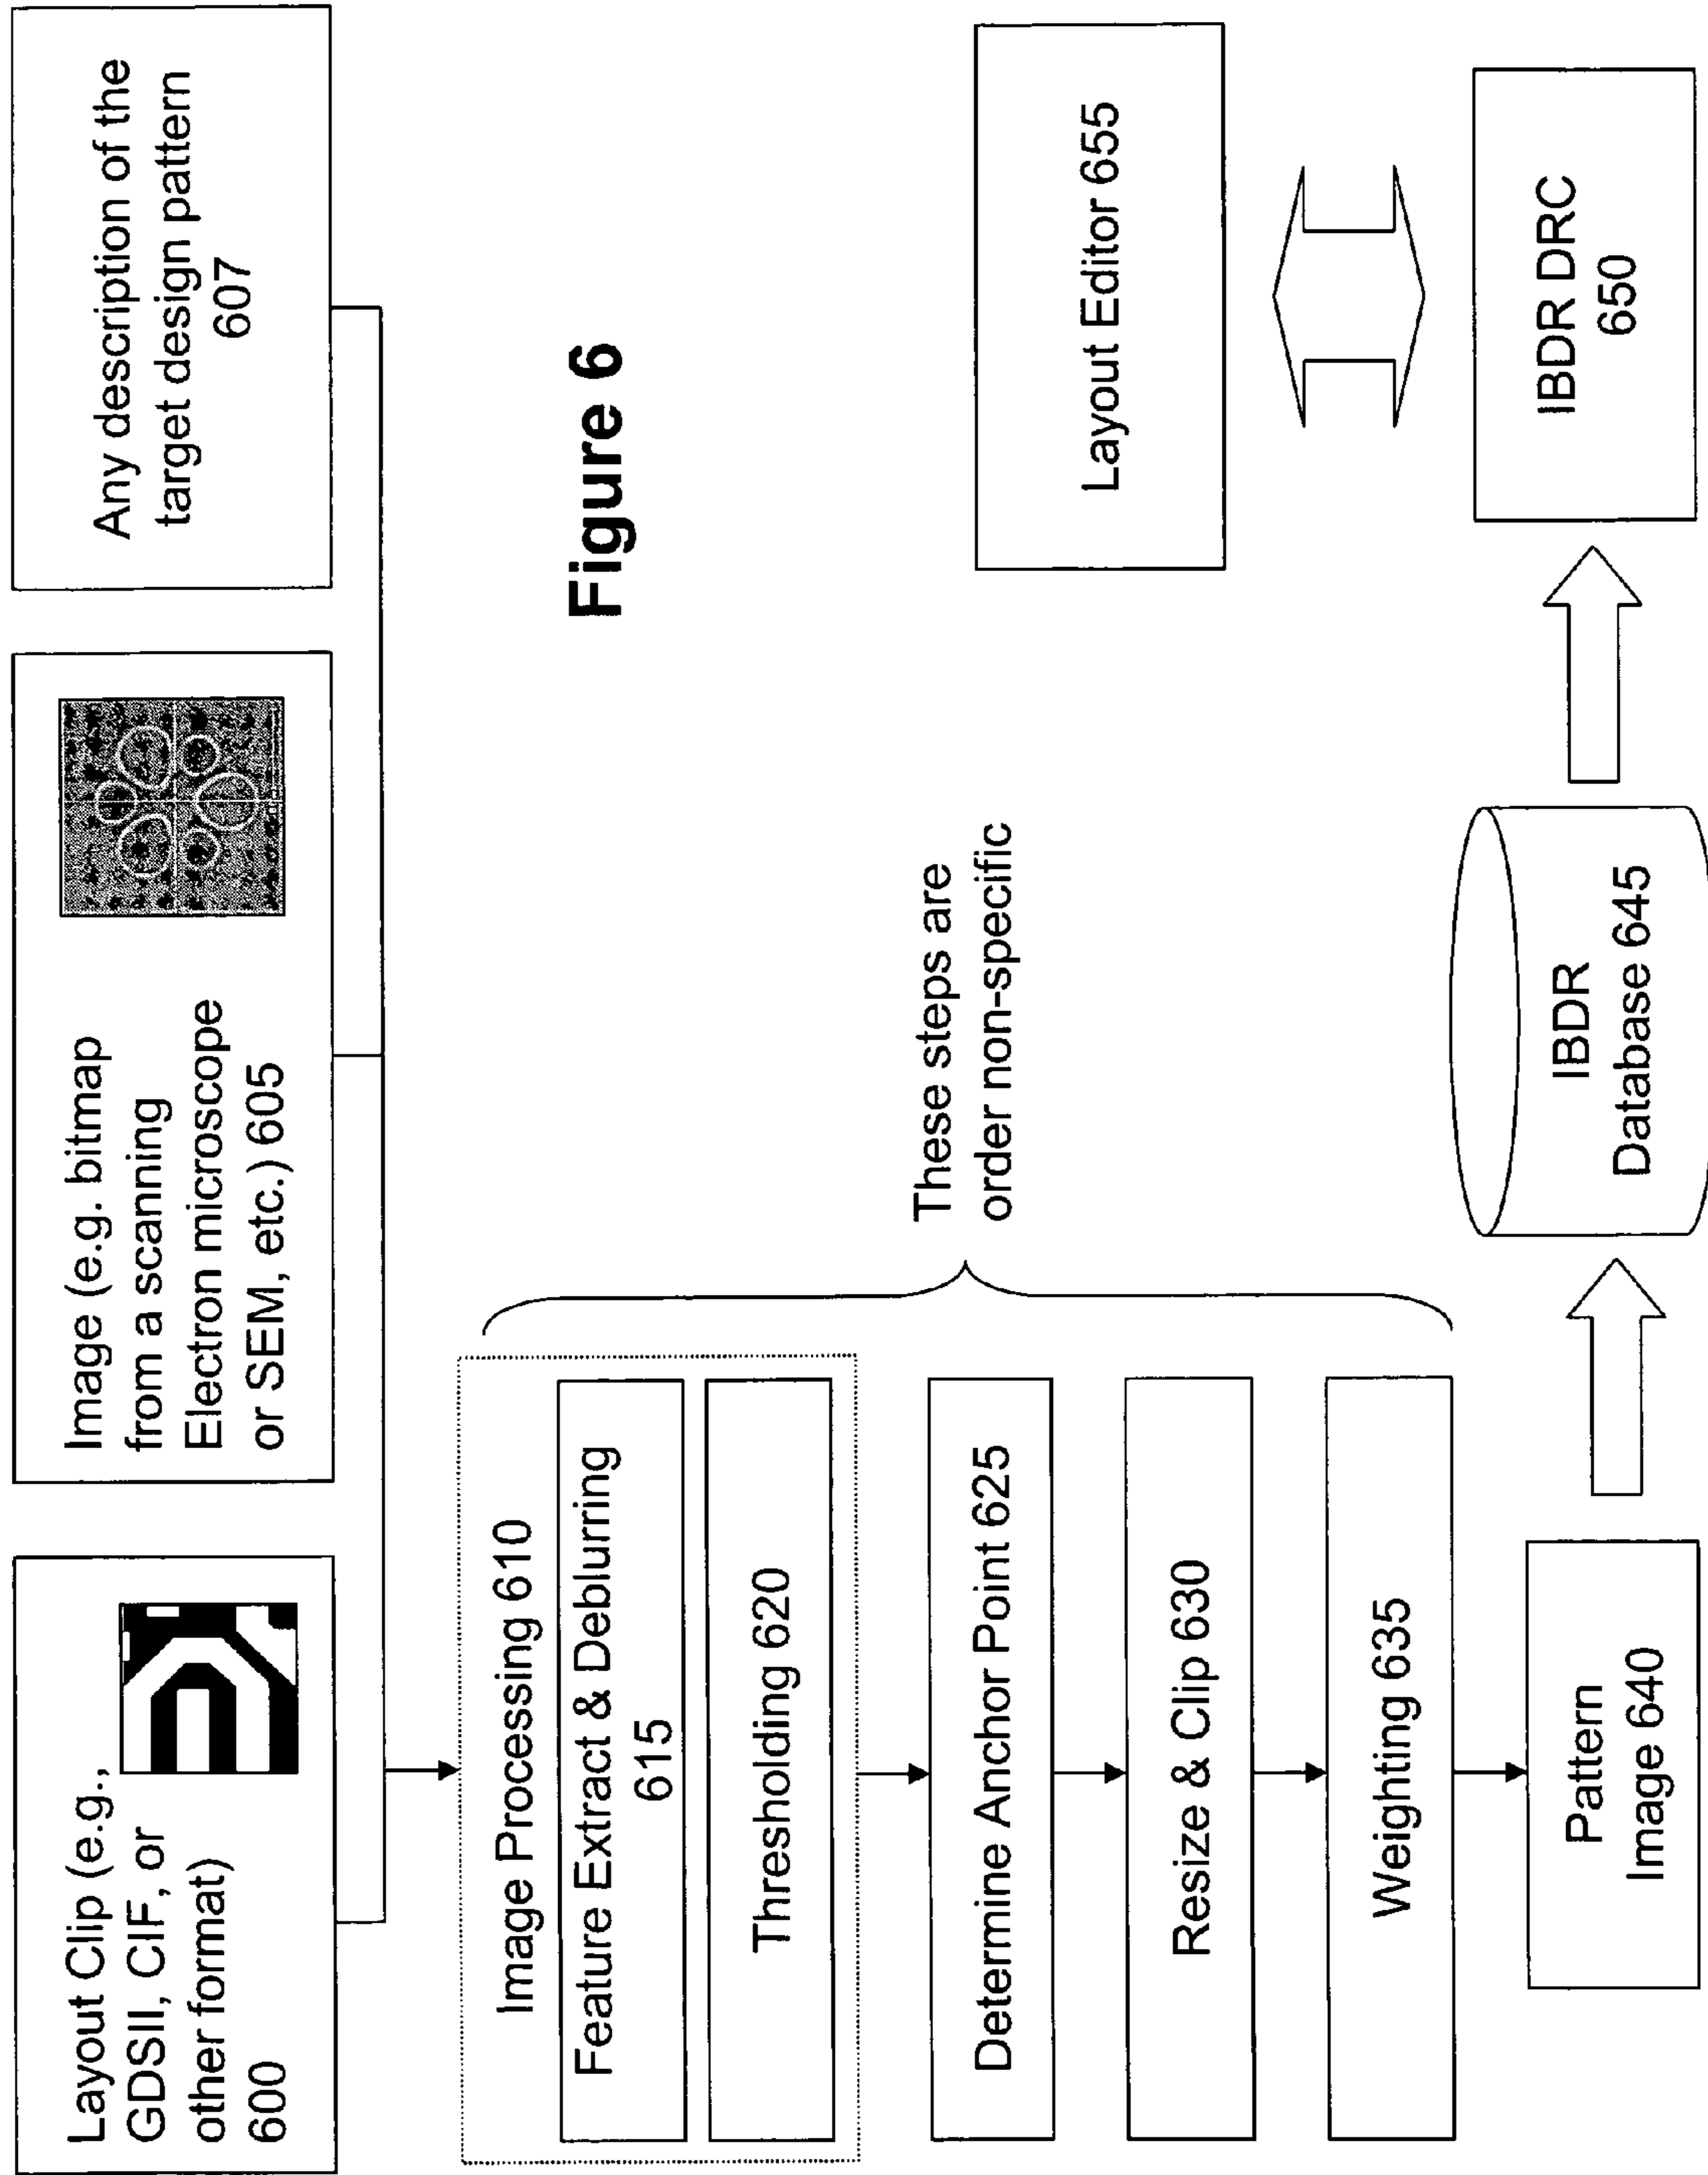 Layout Clip (e.g.,
GDSII, CIF, or
other format)
600
Image (e.g. bitmap
from a scanning
Electron microscope
or SEM, etc.) 605
Any description of the
target design pattern
607
Figure 6
Image Processing 610
Feature Extract & Deblurring
615
Thresholding 620
Determine Anchor Point 625
Resize & Clip 630
Weighting 635
These steps are
order non-specific
Pattern
Image 640
IBDR
Database 645
IBDR DRC
650
Layout Editor 655